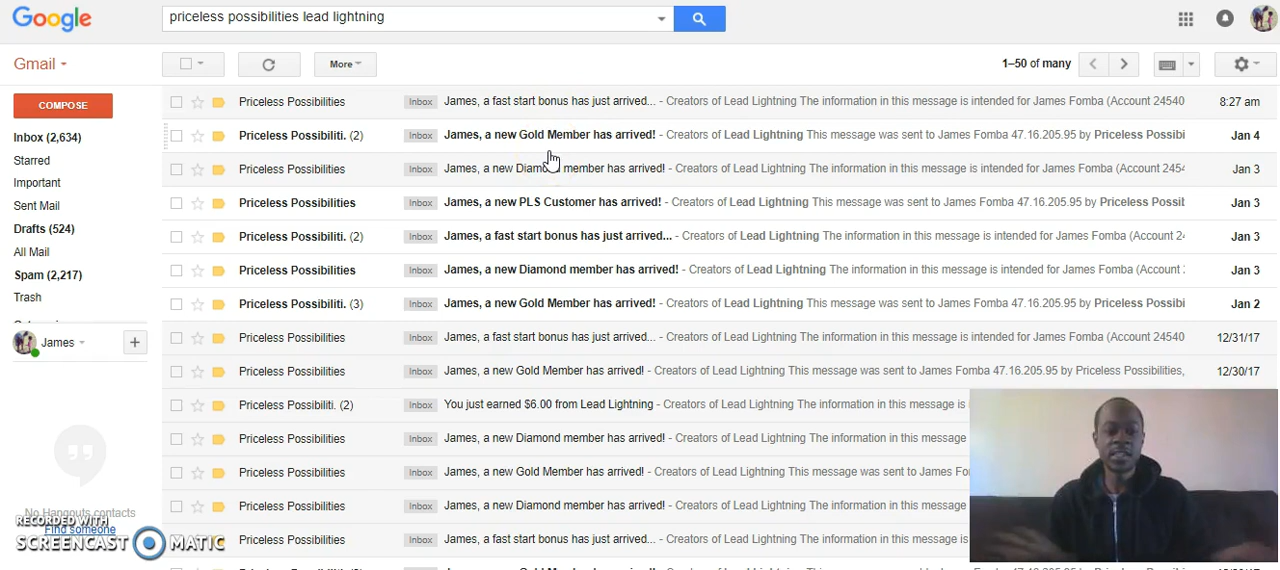 Google priceless possibilities lead lightning
Gmail More 1–50 of many
COMPOSE
Inbox (2,634)
Starred
Important
Sent Mail
Drafts (524)
All Mail
Spam (2,217)
Trash
James
No Hangouts contacts
Find someone
RECORDED WITH
SCREENCAST MATIC
Priceless Possibilities Inbox James, a fast start bonus has just arrived... - Creators of Lead Lightning The information in this message is intended for James Fomba (Account 24540 8:27 am
Priceless Possibiliti. (2) Inbox James, a new Gold Member has arrived! - Creators of Lead Lightning This message was sent to James Fomba 47.16.205.95 by Priceless Possibi Jan 4
Priceless Possibilities Inbox James, a new Diamond member has arrived! - Creators of Lead Lightning The information in this message is intended for James Fomba (Account 2454 Jan 3
Priceless Possibilities Inbox James, a new PLS Customer has arrived! - Creators of Lead Lightning This message was sent to James Fomba 47.16.205.95 by Priceless Possib Jan 3
Priceless Possibiliti. (2) Inbox James, a fast start bonus has just arrived... - Creators of Lead Lightning The information in this message is intended for James Fomba (Account 24 Jan 3
Priceless Possibilities Inbox James, a new Diamond member has arrived! - Creators of Lead Lightning The information in this message is intended for James Fomba (Account Jan 3
Priceless Possibiliti. (3) Inbox James, a new Gold Member has arrived! - Creators of Lead Lightning This message was sent to James Fomba 47.16.205.95 by Priceless Possibi Jan 2
Priceless Possibilities Inbox James, a fast start bonus has just arrived... - Creators of Lead Lightning The information in this message is intended for James Fomba (Account 24540 12/31/17
Priceless Possibilities Inbox James, a new Gold Member has arrived! - Creators of Lead Lightning This message was sent to James Fomba 47.16.205.95 by Priceless Possibilities, 12/30/17
Priceless Possibiliti. (2) Inbox You just earned $6.00 from Lead Lightning - Creators of Lead Lightning The information in this message is
Priceless Possibilities Inbox James, a new Diamond member has arrived! - Creators of Lead Lightning The information in this message
Priceless Possibilities Inbox James, a new Gold Member has arrived! - Creators of Lead Lightning This message was sent to James Fo
Priceless Possibilities Inbox James, a new Diamond member has arrived! - Creators of Lead Lightning The information in this message
Priceless Possibilities Inbox James, a fast start bonus has just arrived... - Creators of Lead Lightning The information in this message is